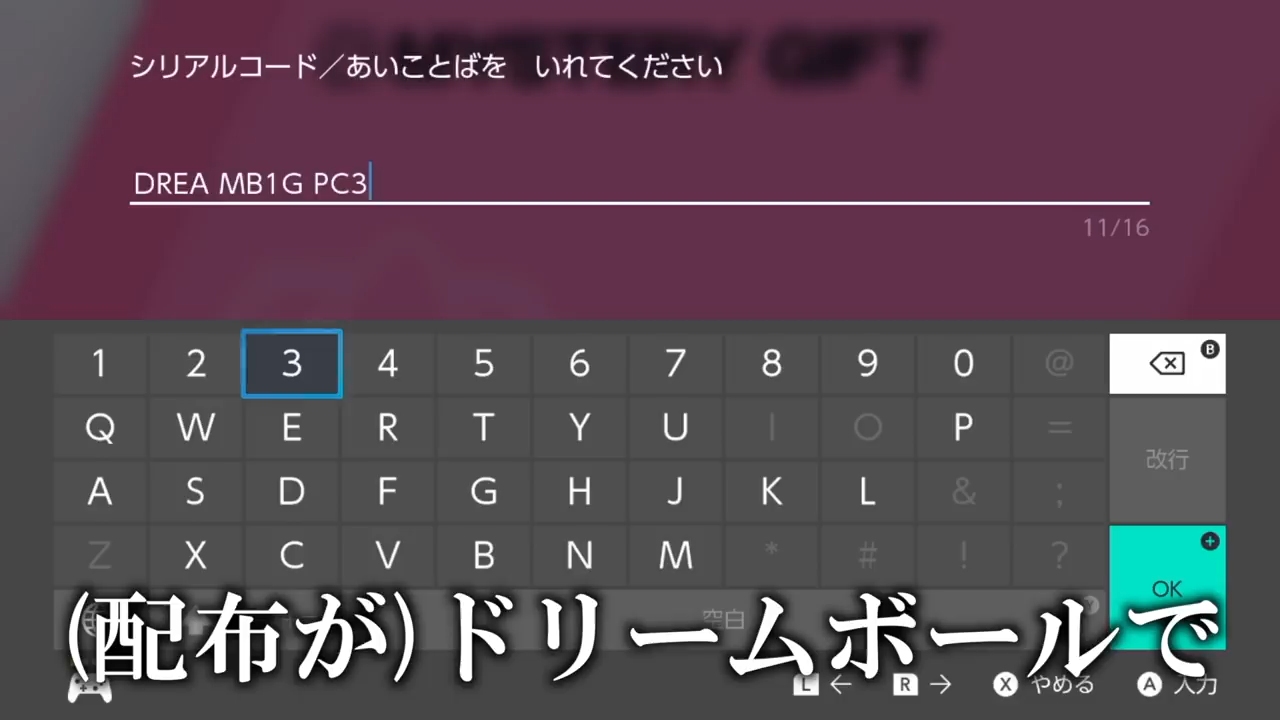 MYSTERY GIFT
シリアルコード／あいことばを　いれてください
DREA MB1G PC3
11/16
1 2 3 4 5 6 7 8 9 0 @ B
Q W E R T Y U I O P = 改行
A S D F G H J K L & ;
Z X C V B N M * # ! ? +
OK
空白
(配布が)ドリームボールで
L ← R → X やめる A 入力